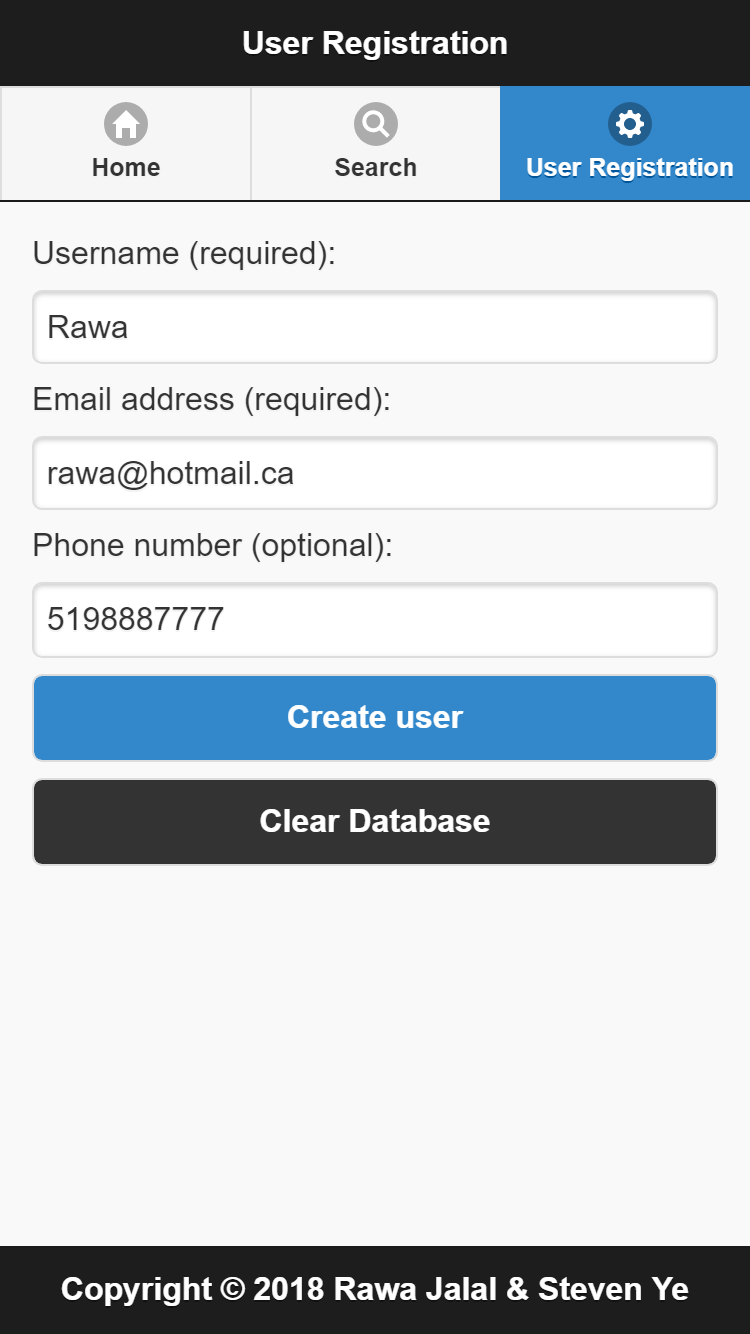 User Registration
Home
Search
User Registration
Username (required):
Rawa
Email address (required):
rawa@hotmail.ca
Phone number (optional):
5198887777
Create user
Clear Database
Copyright © 2018 Rawa Jalal & Steven Ye